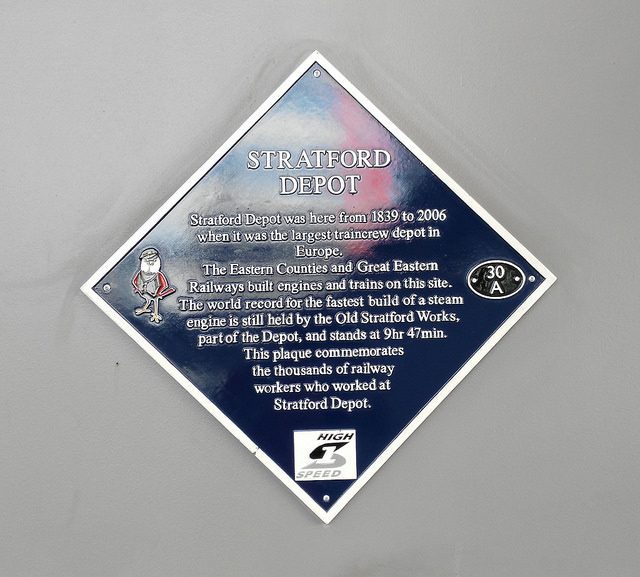 STRATFORD
DEPOT
Stratford Depot was here from 1839 to 2006
when it was the largest traincrew depot in
Europe.
The Eastern Counties and Great Eastern
Railways built engines and trains on this site.
The world record for the fastest build of a steam
engine is still held by the Old Stratford Works,
part of the Depot, and stands at 9hr 47min.
This plaque commemorates
the thousands of railway
workers who worked at
Stratford Depot.
30
A
HIGH
1
SPEED